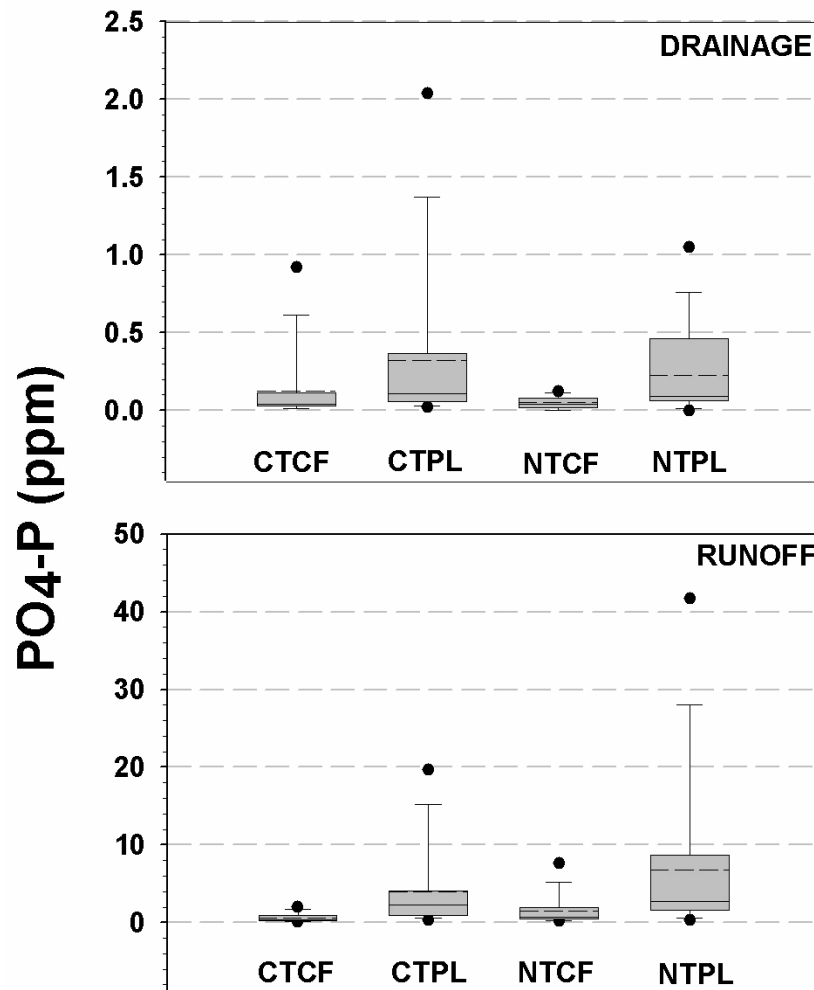 PO4-P (ppm)
DRAINAGE
2.5
2.0
1.5
1.0
0.5
0.0
CTCF CTPL NTCF NTPL
RUNOFF
50
40
30
20
10
0
CTCF CTPL NTCF NTPL